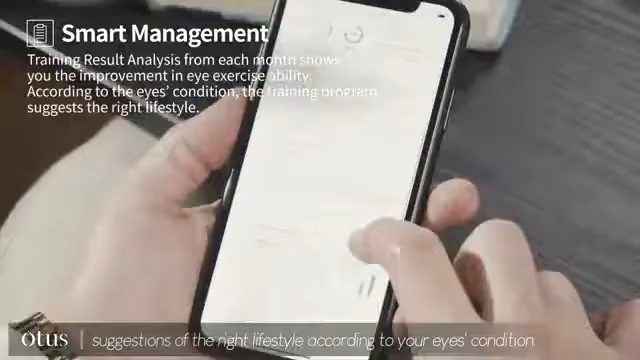 Smart Management
Training Result Analysis from each month shows
you the improvement in eye exercise ability.
According to the eyes' condition, the training program
suggests the right lifestyle.
otus | suggestions of the right lifestyle according to your eyes' condition.